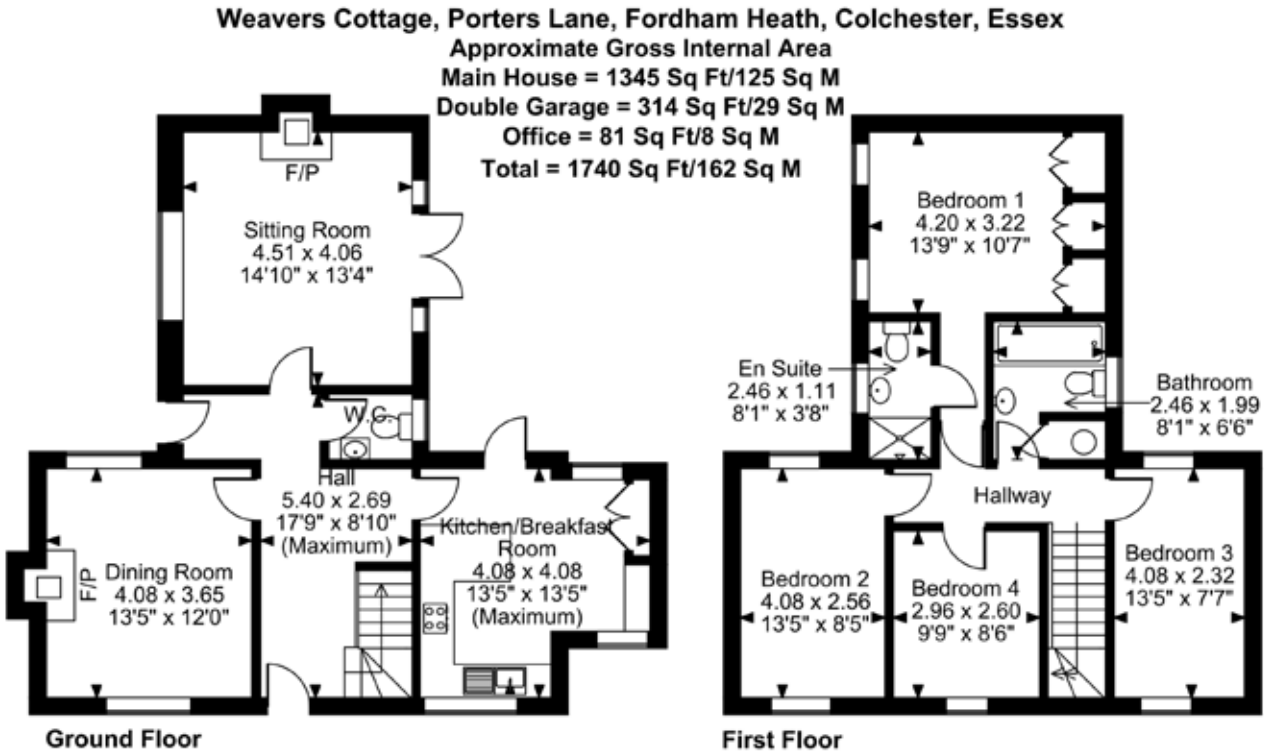 Weavers Cottage, Porters Lane, Fordham Heath, Colchester, Essex
Approximate Gross Internal Area
Main House = 1345 Sq Ft/125 Sq M
Double Garage = 314 Sq Ft/29 Sq M
Office = 81 Sq Ft/8 Sq M
Total = 1740 Sq Ft/162 Sq M
F/P
Sitting Room
4.51 x 4.06
14'10" x 13'4"
W.C.
Hall
5.40 x 2.69
17'9" x 8'10"
(Maximum)
Kitchen/Breakfast
Room
4.08 x 4.08
13'5" x 13'5"
(Maximum)
F/P
Dining Room
4.08 x 3.65
13'5" x 12'0"
Ground Floor
Bedroom 1
4.20 x 3.22
13'9" x 10'7"
En Suite
2.46 x 1.11
8'1" x 3'8"
Bathroom
2.46 x 1.99
8'1" x 6'6"
Hallway
Bedroom 2
4.08 x 2.56
13'5" x 8'5"
Bedroom 4
2.96 x 2.60
9'9" x 8'6"
Bedroom 3
4.08 x 2.32
13'5" x 7'7"
First Floor